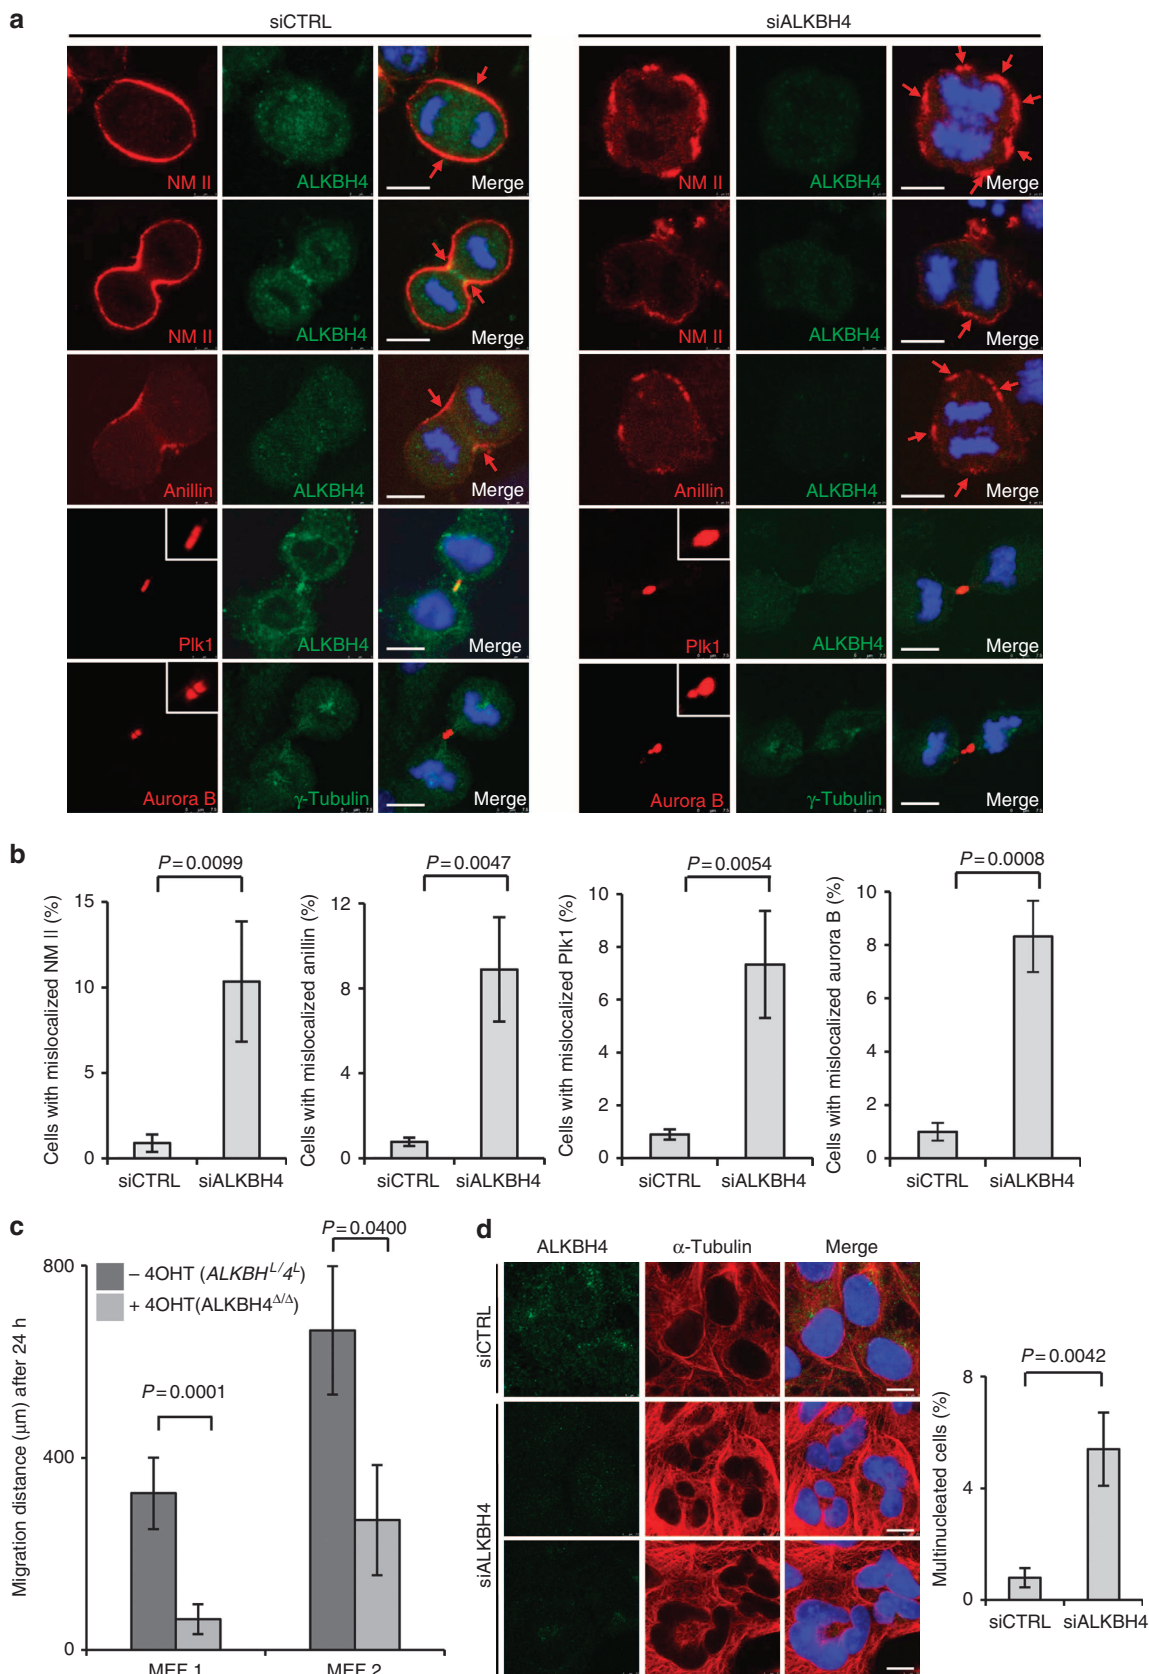 a
siCTRL
siALKBH4
NM II
ALKBH4
Merge
NM II
ALKBH4
Merge
NM II
ALKBH4
Merge
NM II
ALKBH4
Merge
Anillin
ALKBH4
Merge
Anillin
ALKBH4
Merge
Plk1
ALKBH4
Merge
Plk1
ALKBH4
Merge
Aurora B
γ-Tubulin
Merge
Aurora B
γ-Tubulin
Merge
b
P=0.0099
Cells with mislocalized NM II (%)
15
10
5
0
siCTRL
siALKBH4
P=0.0047
Cells with mislocalized anillin (%)
12
8
4
0
siCTRL
siALKBH4
P=0.0054
Cells with mislocalized Plk1 (%)
10
8
6
4
2
0
siCTRL
siALKBH4
P=0.0008
Cells with mislocalized aurora B (%)
10
8
6
4
2
0
siCTRL
siALKBH4
c
P=0.0400
– 4OHT (ALKBH^L/4^L)
+ 4OHT(ALKBH4^Δ/Δ)
P=0.0001
Migration distance (μm) after 24 h
800
400
0
MEF 1
MEF 2
d
ALKBH4
α-Tubulin
Merge
siCTRL
siALKBH4
P=0.0042
Multinucleated cells (%)
8
4
0
siCTRL
siALKBH4